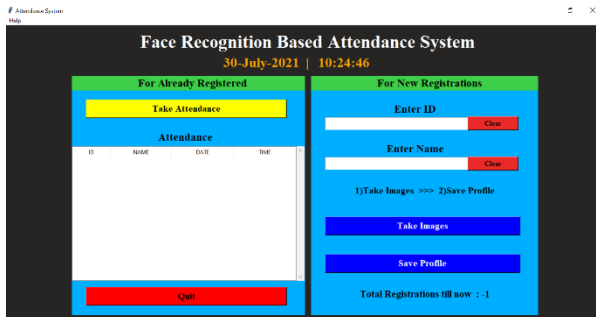 Attendance System
Help
Face Recognition Based Attendance System
30-July-2021 | 10:24:46
For Already Registered
Take Attendance
Attendance
ID NAME DATE TIME
Quit
For New Registrations
Enter ID
Clear
Enter Name
Clear
1)Take Images >>> 2)Save Profile
Take Images
Save Profile
Total Registrations till now : -1